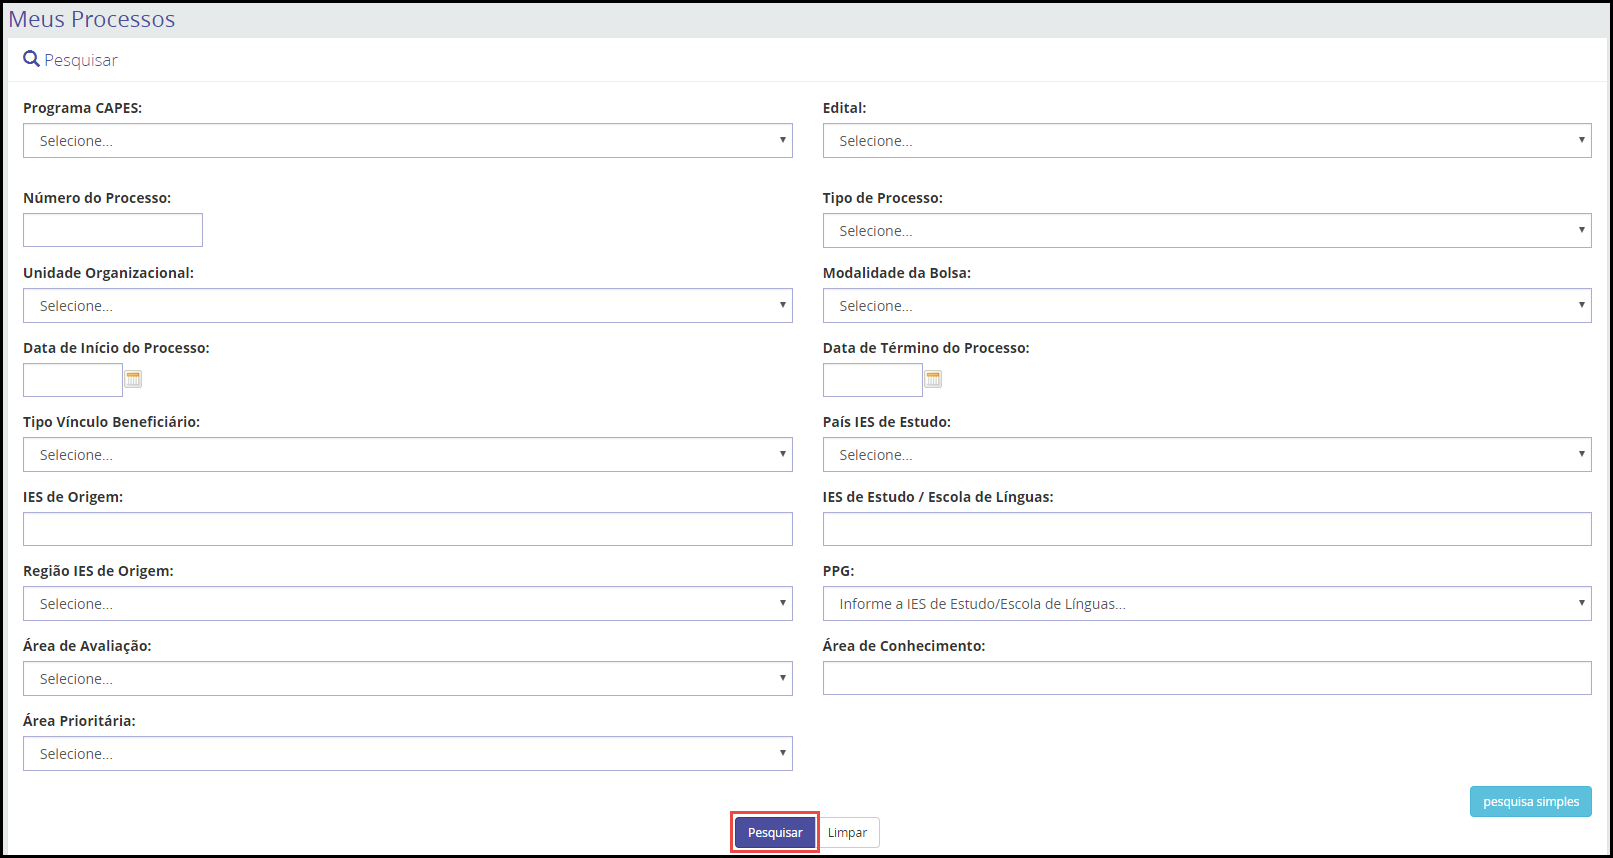 Meus Processos
Pesquisar
Programa CAPES:
Edital:
Selecione...
Selecione...
Número do Processo:
Tipo de Processo:
Selecione...
Unidade Organizacional:
Modalidade da Bolsa:
Selecione...
Selecione...
Data de Início do Processo:
Data de Término do Processo:
Tipo Vínculo Beneficiário:
País IES de Estudo:
Selecione...
Selecione...
IES de Origem:
IES de Estudo / Escola de Línguas:
Região IES de Origem:
PPG:
Selecione...
Informe a IES de Estudo/Escola de Línguas...
Área de Avaliação:
Área de Conhecimento:
Selecione...
Área Prioritária:
Selecione...
pesquisa simples
Pesquisar
Limpar